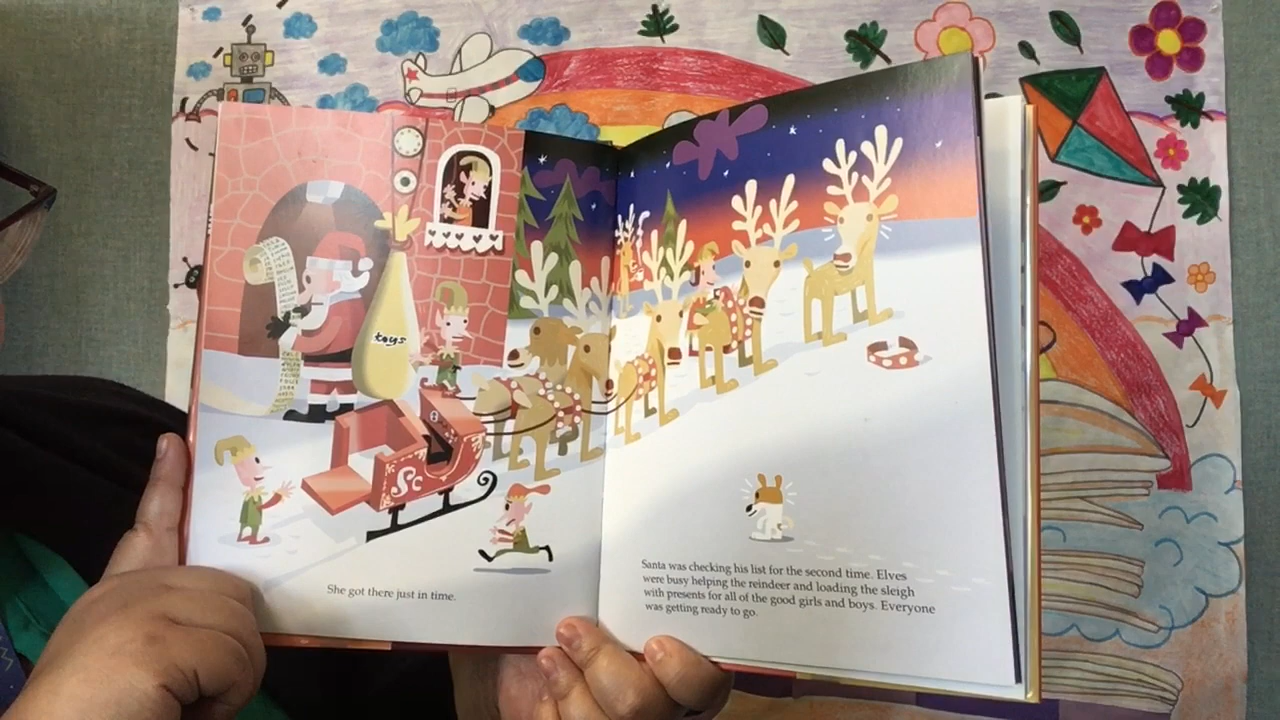 toys
Sc
She got there just in time.
Santa was checking his list for the second time. Elves
were busy helping the reindeer and loading the sleigh
with presents for all of the good girls and boys. Everyone
was getting ready to go.